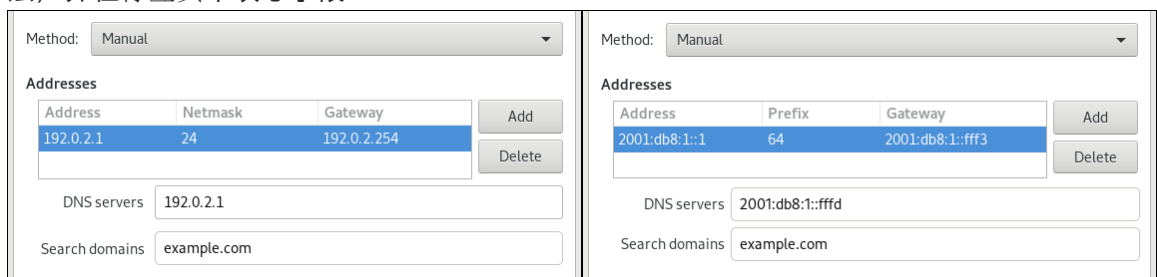 Method: Manual
Addresses
Address Netmask Gateway
192.0.2.1 24 192.0.2.254
Add
Delete
DNS servers 192.0.2.1
Search domains example.com
Method: Manual
Addresses
Address Prefix Gateway
2001:db8:1::1 64 2001:db8:1::fff3
Add
Delete
DNS servers 2001:db8:1::fffd
Search domains example.com